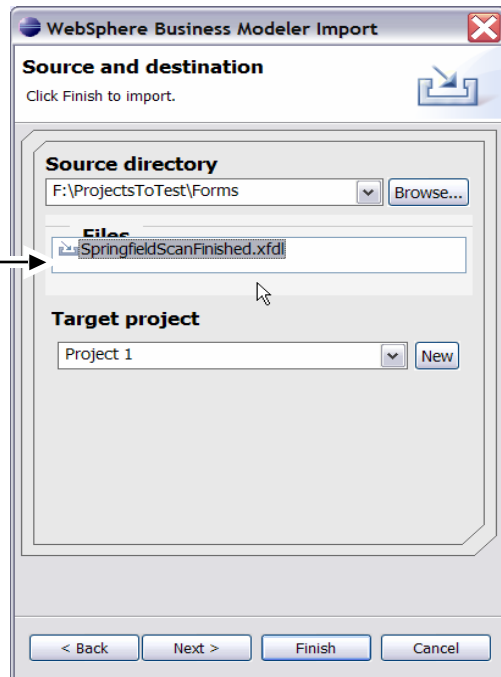 WebSphere Business Modeler Import
Source and destination
Click Finish to import.
Source directory
F:\ProjectsToTest\Forms
Browse...
Files
SpringfieldScanFinished.xfdl
Target project
Project 1
New
< Back
Next >
Finish
Cancel